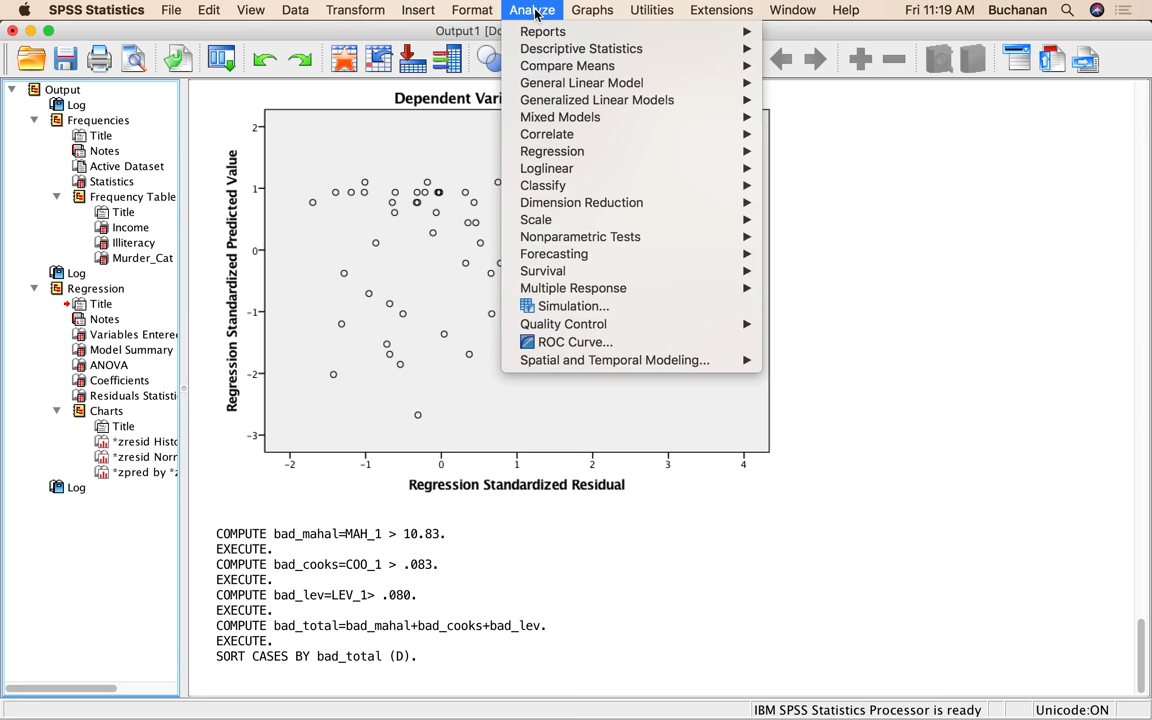 SPSS Statistics File Edit View Data Transform Insert Format Analyze Graphs Utilities Extensions Window Help Fri 11:19 AM Buchanan
Output1 [Do
Output
Log
Frequencies
Title
Notes
Active Dataset
Statistics
Frequency Table
Title
Income
Illiteracy
Murder_Cat
Log
Regression
Title
Notes
Variables Entere
Model Summary
ANOVA
Coefficients
Residuals Statisti
Charts
Title
*zresid Histo
*zresid Norr
*zpred by *z
Log
Reports
Descriptive Statistics
Compare Means
General Linear Model
Generalized Linear Models
Mixed Models
Correlate
Regression
Loglinear
Classify
Dimension Reduction
Scale
Nonparametric Tests
Forecasting
Survival
Multiple Response
Simulation...
Quality Control
ROC Curve...
Spatial and Temporal Modeling...
Dependent Vari
Regression Standardized Predicted Value
2
1
0
-1
-2
-3
-2 -1 0 1 2 3 4
Regression Standardized Residual
COMPUTE bad_mahal=MAH_1 > 10.83.
EXECUTE.
COMPUTE bad_cooks=COO_1 > .083.
EXECUTE.
COMPUTE bad_lev=LEV_1> .080.
EXECUTE.
COMPUTE bad_total=bad_mahal+bad_cooks+bad_lev.
EXECUTE.
SORT CASES BY bad_total (D).
IBM SPSS Statistics Processor is ready Unicode:ON